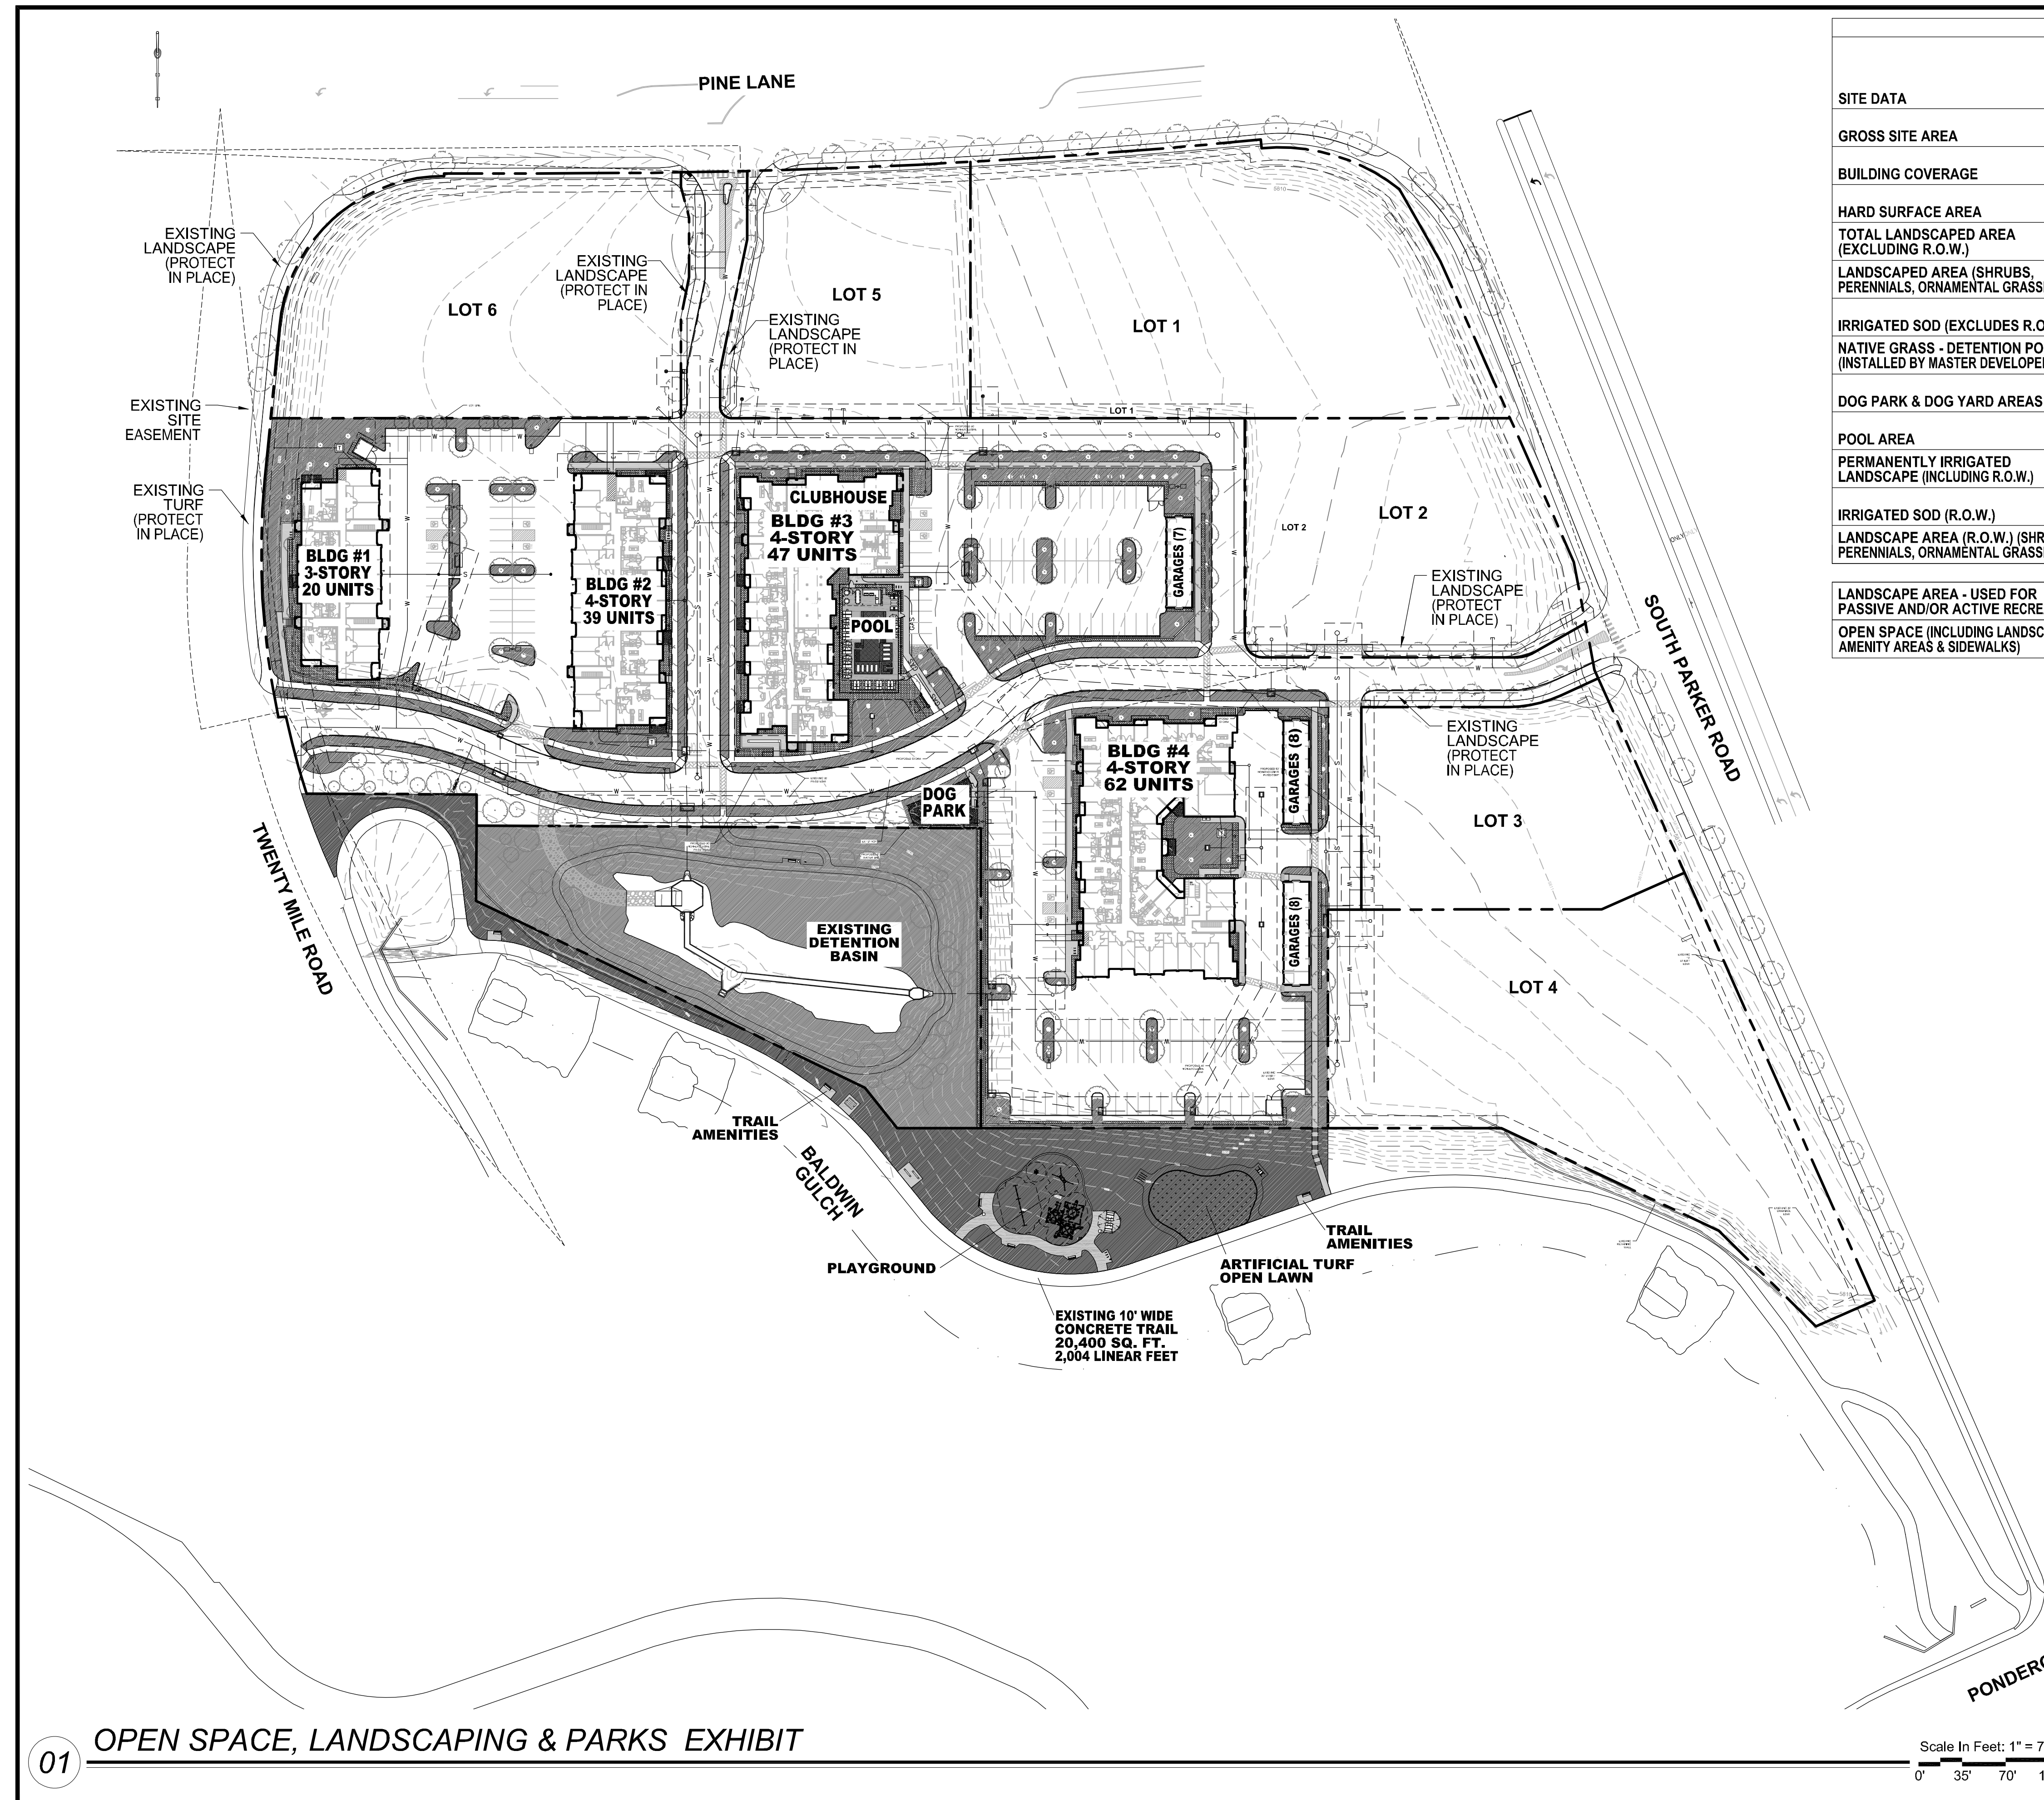 PINE LANE
SITE DATA
GROSS SITE AREA
BUILDING COVERAGE
HARD SURFACE AREA
TOTAL LANDSCAPED AREA
(EXCLUDING R.O.W.)
LANDSCAPED AREA (SHRUBS,
PERENNIALS, ORNAMENTAL
IRRIGATED SOD (EXCLUDES
NATIVE GRASS - DETENTION
(INSTALLED BY MASTER
DOG PARK & DOG YARD AREAS
POOL AREA
PERMANENTLY IRRIGATED
LANDSCAPE (INCLUDING R.O.W.)
IRRIGATED SOD (R.O.W.)
LANDSCAPE AREA (R.O.W.)
PERENNIALS, ORNAMENTAL
LANDSCAPE AREA - USED FOR
PASSIVE AND/OR ACTIVE
OPEN SPACE (INCLUDING
AMENITY AREAS & SIDEWALKS)
5810
EXISTING
LANDSCAPE
(PROTECT
IN PLACE)
EXISTING
LANDSCAPE
(PROTECT IN
PLACE)
LOT 6
LOT 5
EXISTING
LANDSCAPE
(PROTECT IN
PLACE)
LOT 1
EXISTING
SITE
EASEMENT
LOT 1
EXISTING
TURF
(PROTECT
IN PLACE)
CLUBHOUSE
BLDG #3
4-STORY
47 UNITS
GARAGES (7)
LOT 2
LOT 2
BLDG #1
3-STORY
20 UNITS
BLDG #2
4-STORY
39 UNITS
POOL
GAS
ONLY
EXISTING
LANDSCAPE
(PROTECT
IN PLACE)
SOUTH PARKER ROAD
EXISTING
LANDSCAPE
(PROTECT
IN PLACE)
BLDG #4
4-STORY
62 UNITS
GARAGES (8)
DOG
PARK
LOT 3
TWENTY MILE ROAD
GARAGES (8)
EXISTING
DETENTION
BASIN
LOT 4
TRAIL
AMENITIES
BALDWIN
GULCH
PLAYGROUND
TRAIL
AMENITIES
ARTIFICIAL TURF
OPEN LAWN
5810
EXISTING 10' WIDE
CONCRETE TRAIL
20,400 SQ. FT.
2,004 LINEAR FEET
01
OPEN SPACE, LANDSCAPING & PARKS EXHIBIT
Scale In Feet: 1" =
0' 35' 70'